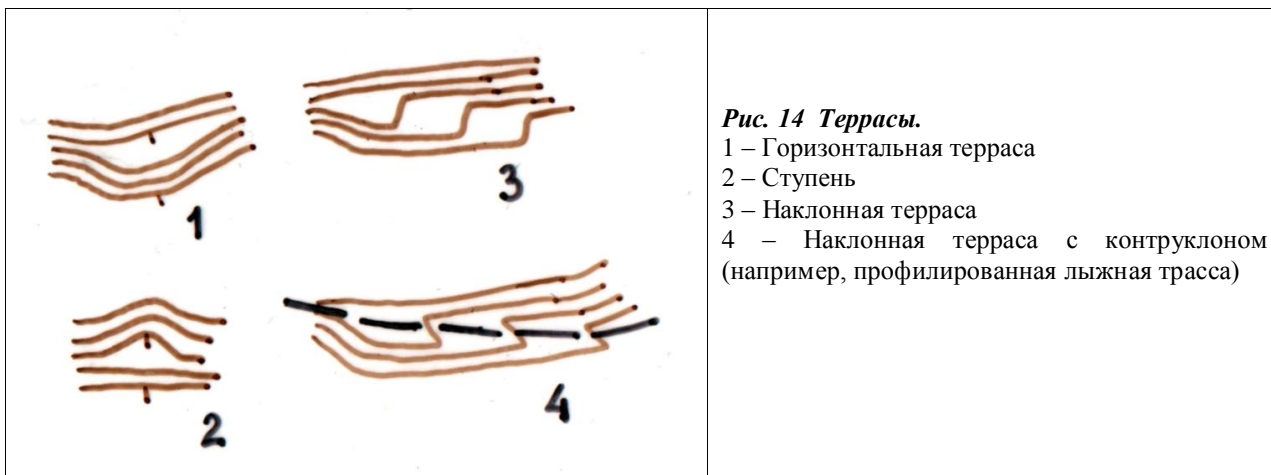 1
2
3
4
Рис. 14 Террасы.
1 – Горизонтальная терраса
2 – Ступень
3 – Наклонная терраса
4 – Наклонная терраса с контруклоном
(например, профилированная лыжная трасса)